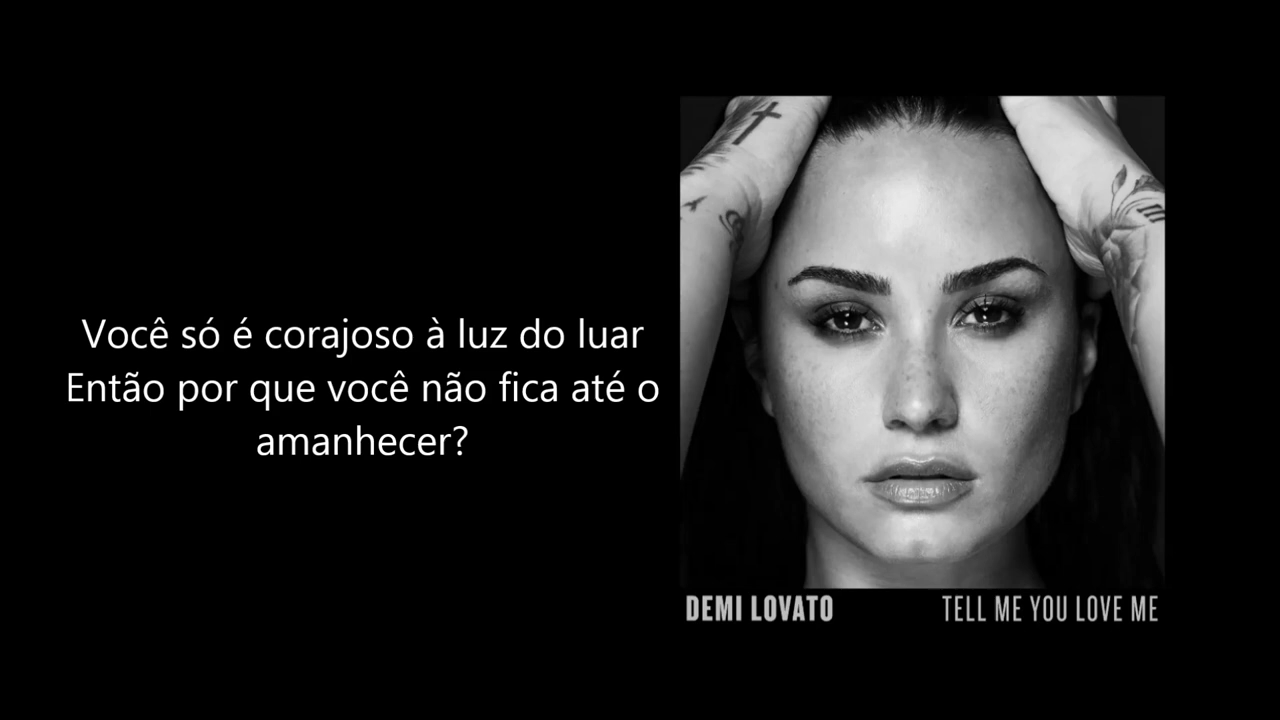 Você só é corajoso à luz do luar
Então por que você não fica até o
amanhecer?
DEMI LOVATO
TELL ME YOU LOVE ME